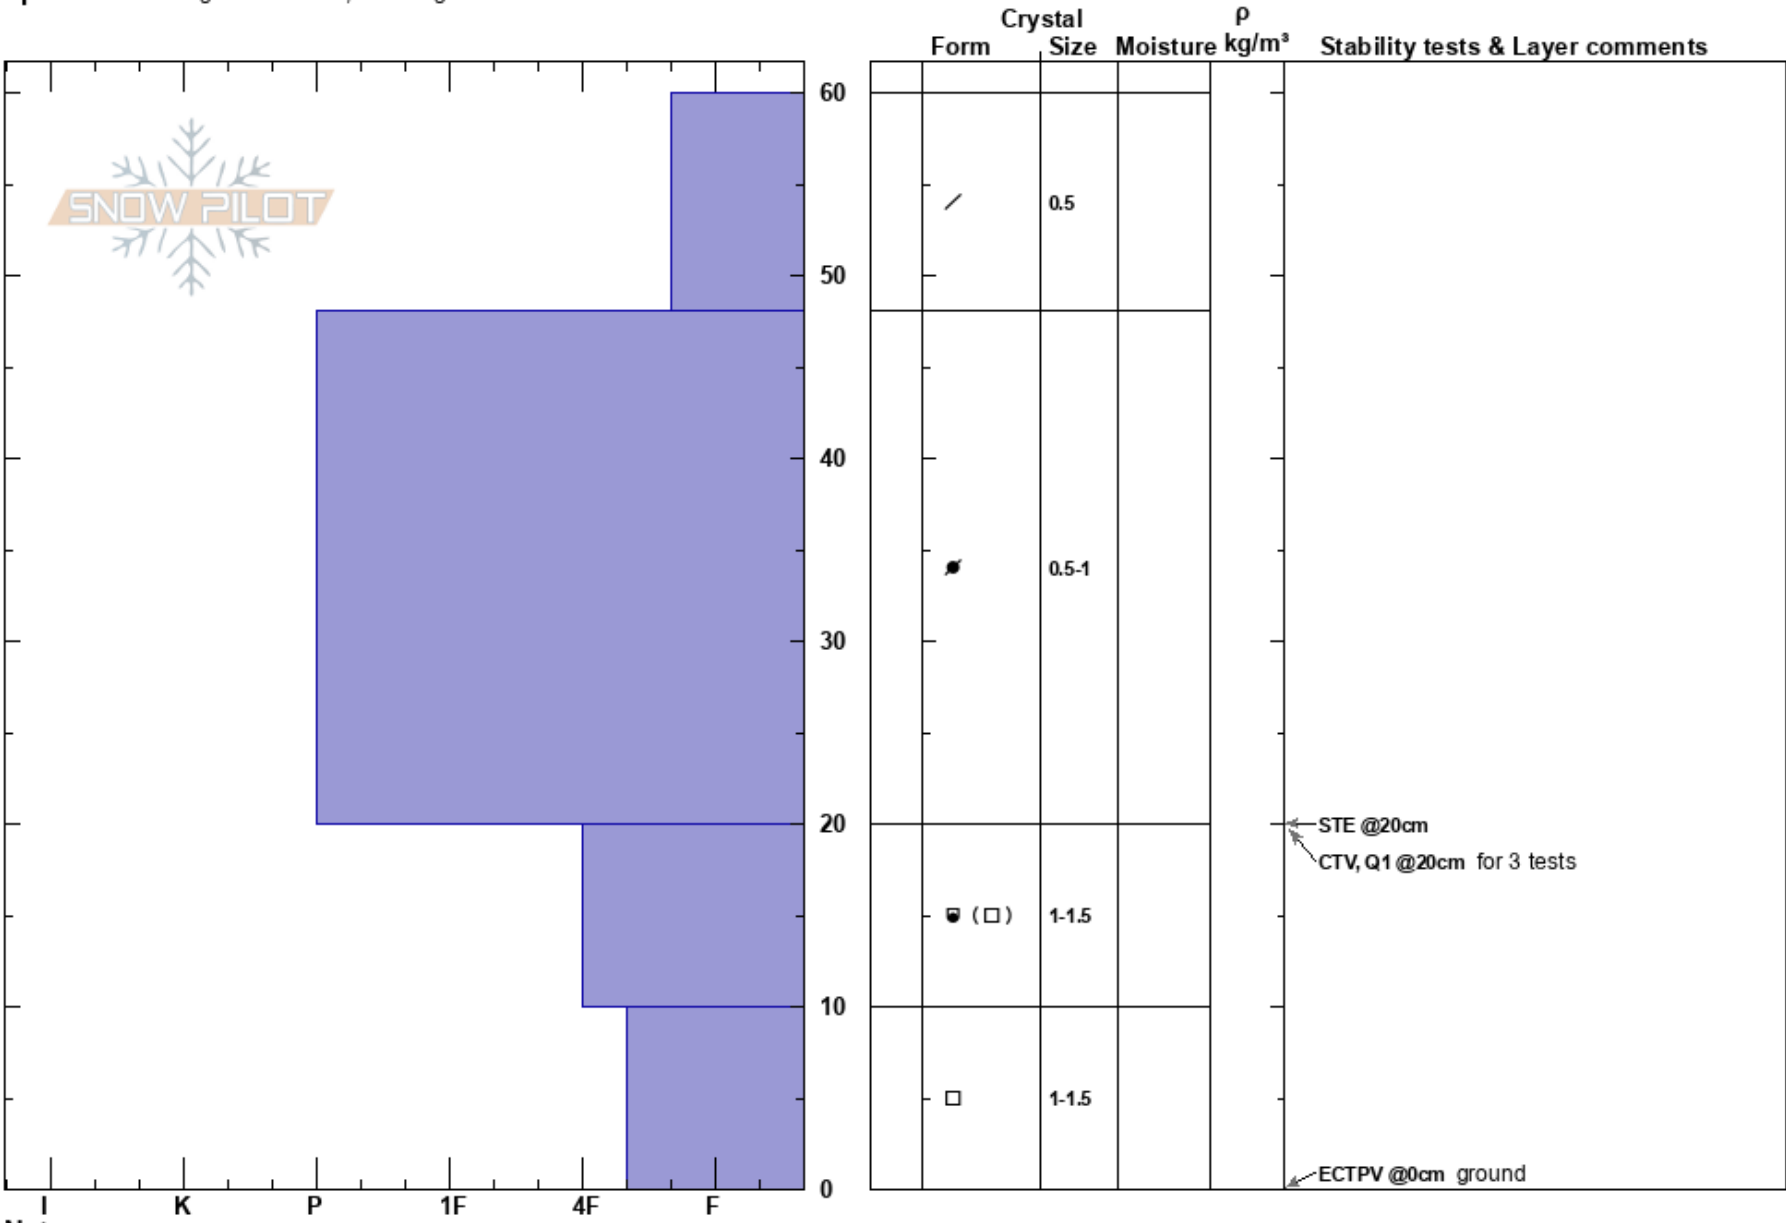 Crystal
ρ
Form Size Moisture kg/m³ Stability tests & Layer comments
60
SNOW PILOT
0.5
50
40
0.5-1
30
20
STE @20cm
CTV, Q1 @20cm for 3 tests
( ) 1-1.5
10
1-1.5
ECTPV @0cm ground
0
I K P 1F 4F F